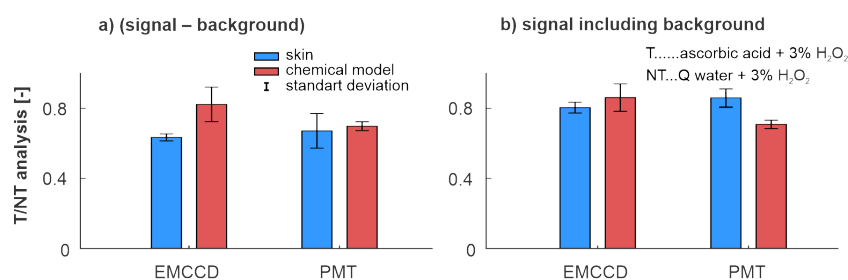 a) (signal – background)
skin
chemical model
standart deviation
T/NT analysis [-]
0.8
0.4
0
EMCCD
PMT
b) signal including background
T......ascorbic acid + 3% H₂O₂
NT...Q water + 3% H₂O₂
0.8
0.4
0
EMCCD
PMT